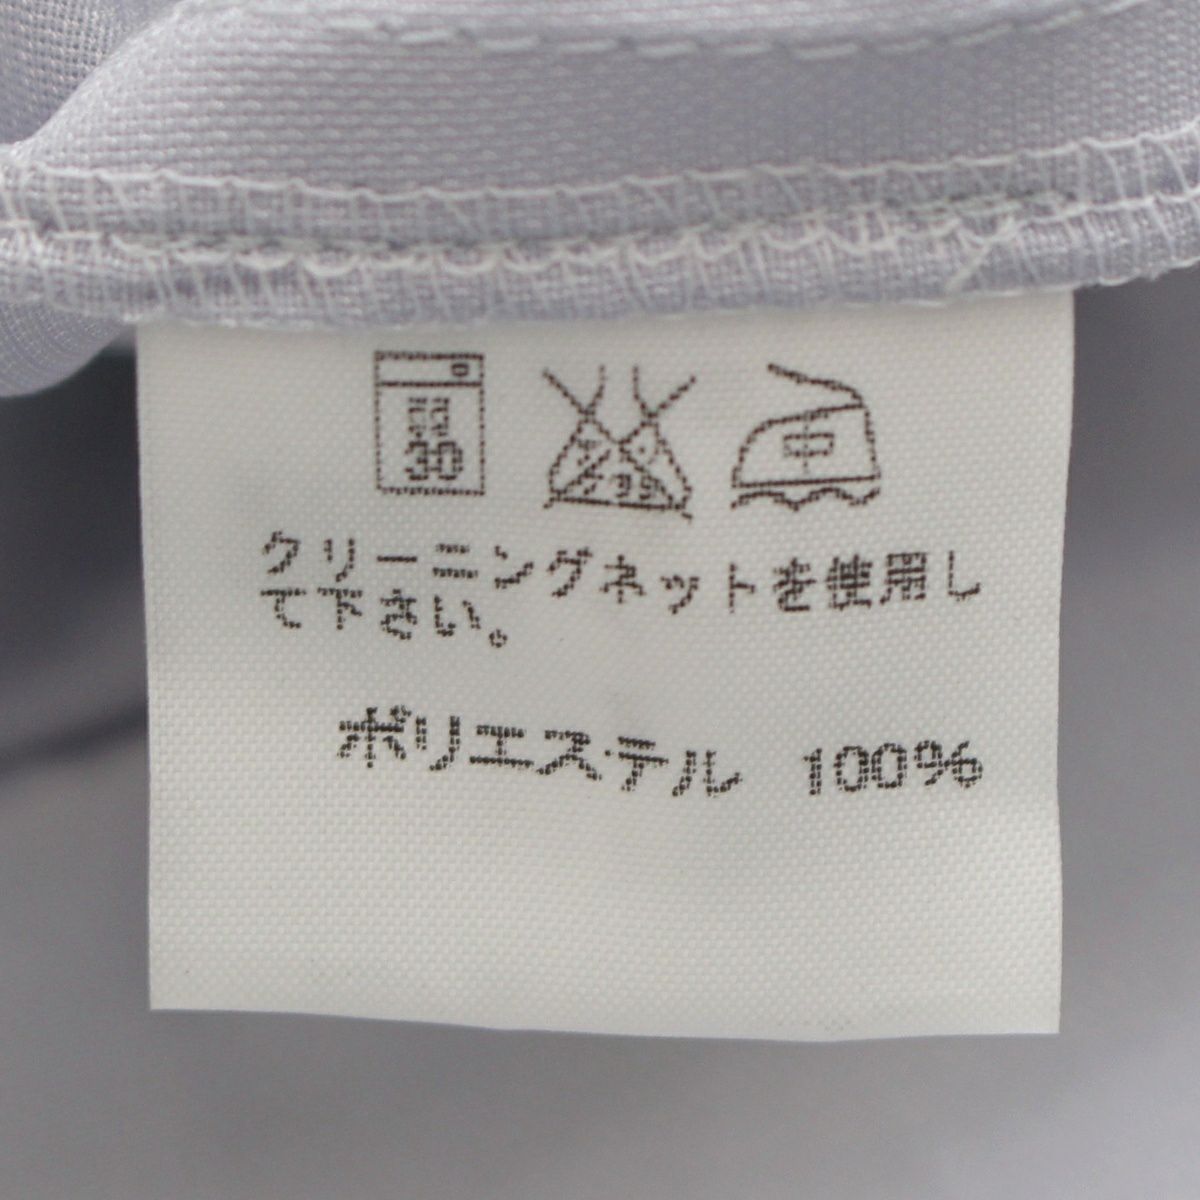 弱
30
中
クリーニングネットを使用し
て下さい。
ポリエステル 100%